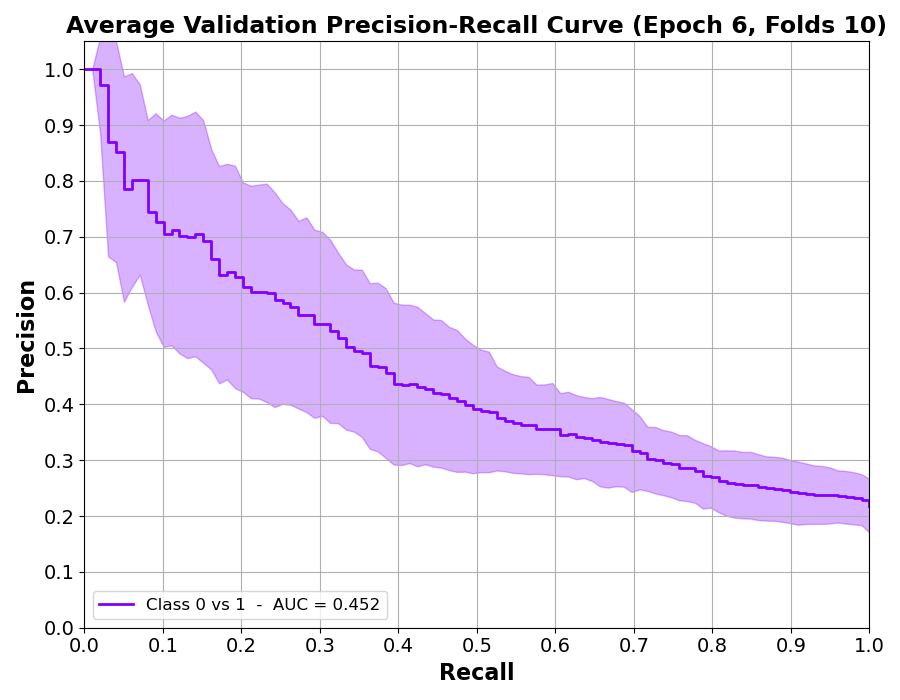 Average Validation Precision-Recall Curve (Epoch 6, Folds 10)
1.0
0.9
0.8
0.7
0.6
0.5
0.4
0.3
0.2
0.1
0.0
Precision
Class 0 vs 1 - AUC = 0.452
0.0 0.1 0.2 0.3 0.4 0.5 0.6 0.7 0.8 0.9 1.0
Recall